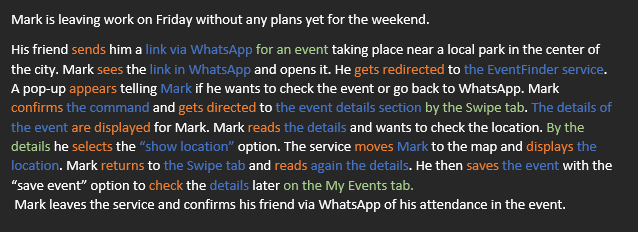 Mark is leaving work on Friday without any plans yet for the weekend.
His friend sends him a link via WhatsApp for an event taking place near a local park in the center of
the city. Mark sees the link in WhatsApp and opens it. He gets redirected to the EventFinder service.
A pop-up appears telling Mark if he wants to check the event or go back to WhatsApp. Mark
confirms the command and gets directed to the event details section by the Swipe tab. The details of
the event are displayed for Mark. Mark reads the details and wants to check the location. By the
details he selects the “show location” option. The service moves Mark to the map and displays the
location. Mark returns to the Swipe tab and reads again the details. He then saves the event with the
“save event” option to check the details later on the My Events tab.
Mark leaves the service and confirms his friend via WhatsApp of his attendance in the event.